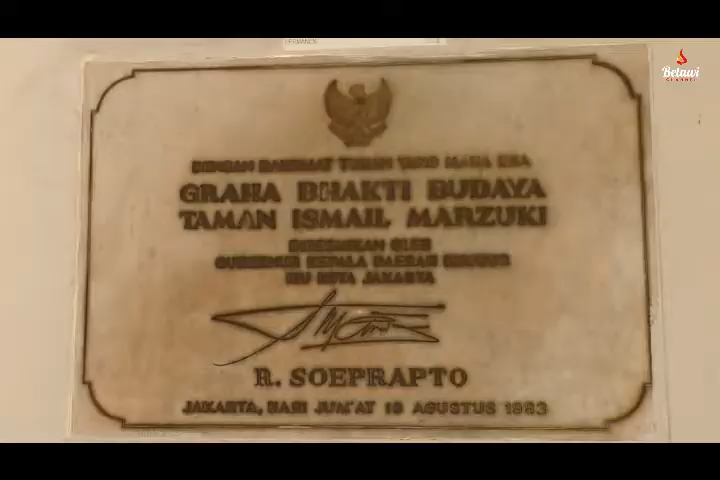 Betawi
CHANNEL
DENGAN RAHMAT TUHAN YANG MAHA ESA
GRAHA BHAKTI BUDAYA
TAMAN ISMAIL MARZUKI
DIRESMIKAN OLEH
GUBERNUR KEPALA DAERAH KHUSUS
IBU KOTA JAKARTA
R. SOEPRAPTO
JAKARTA, HARI JUM'AT 19 AGUSTUS 1983